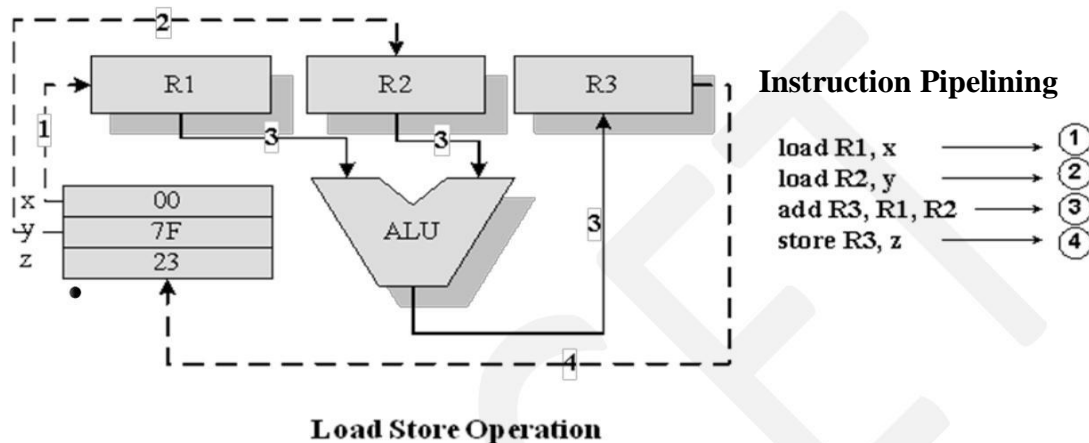 2
R1
R2
R3
Instruction Pipelining
1
3
3
load R1, x
1
load R2, y
2
add R3, R1, R2
3
store R3, z
4
x
00
y
7F
z
23
ALU
3
4
Load Store Operation